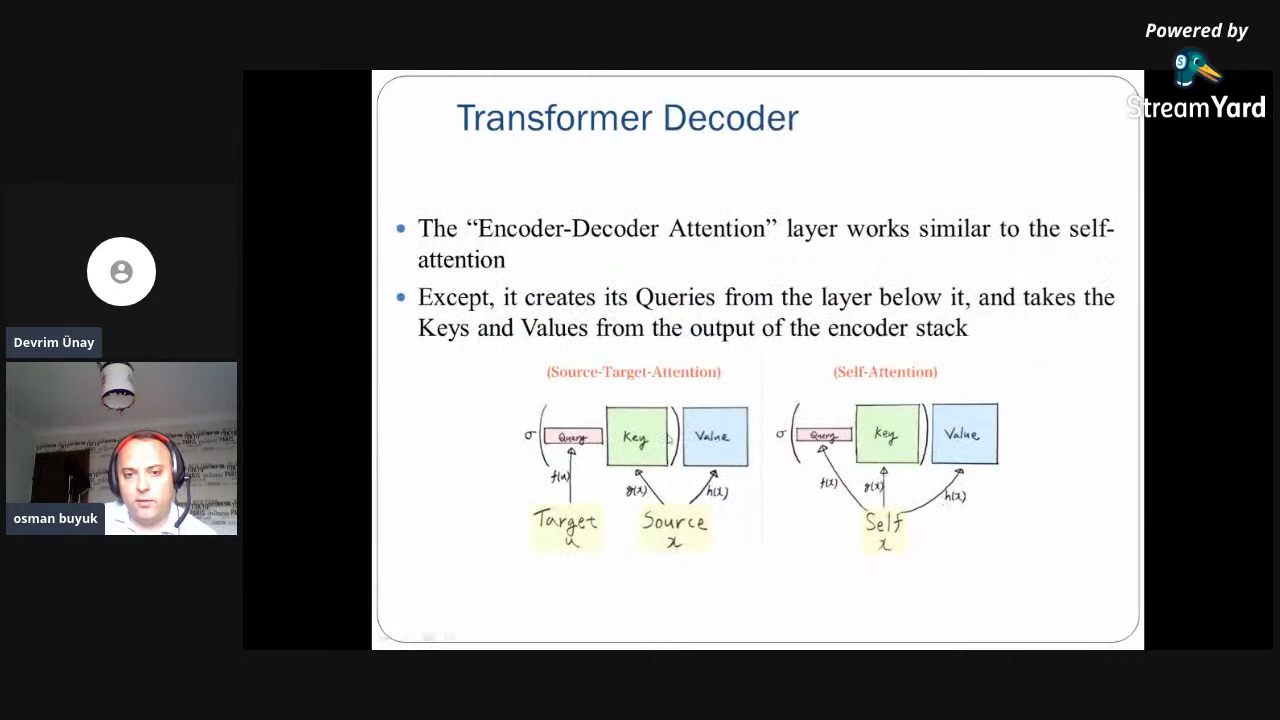 Powered by
StreamYard
Transformer Decoder
• The “Encoder-Decoder Attention” layer works similar to the self-
attention
• Except, it creates its Queries from the layer below it, and takes the
Keys and Values from the output of the encoder stack
(Source-Target-Attention)
σ ( Query Key ) Value
f(u) g(x) h(x)
Target Source
u x
(Self-Attention)
σ ( Query Key ) Value
f(x) g(x) h(x)
Self
x
Devrim Ünay
osman buyuk